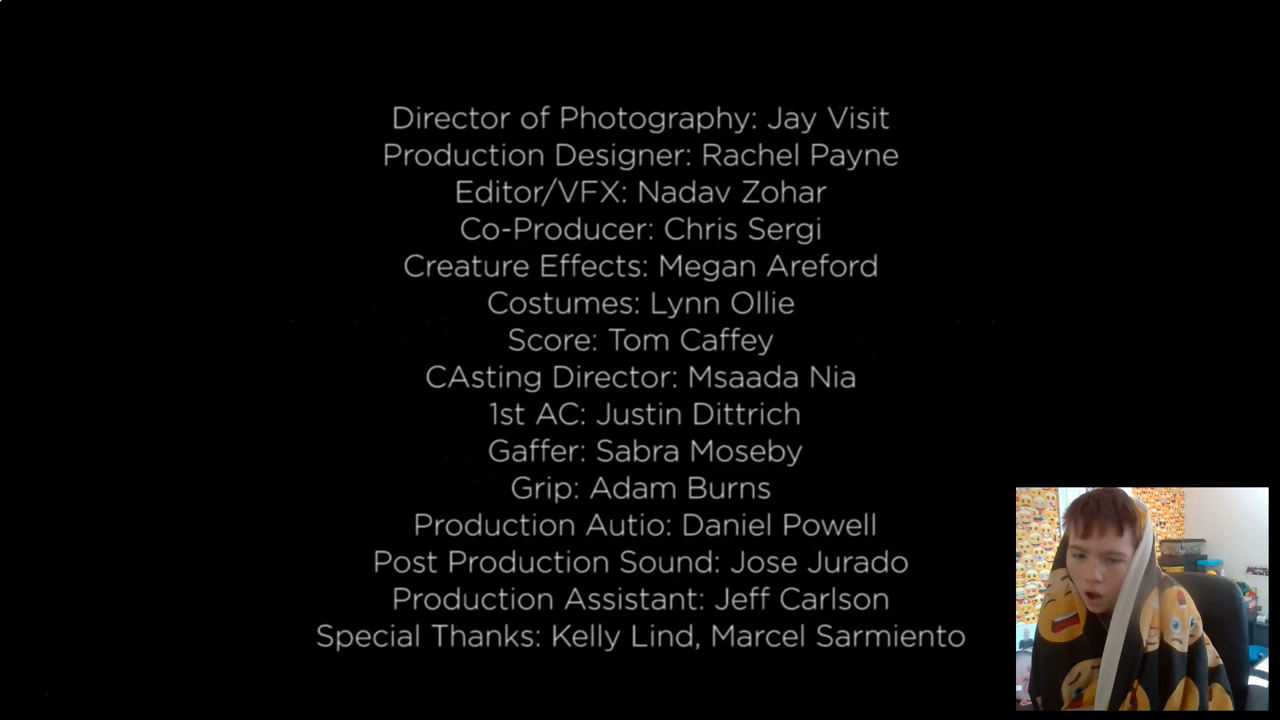 Director of Photography: Jay Visit
Production Designer: Rachel Payne
Editor/VFX: Nadav Zohar
Co-Producer: Chris Sergi
Creature Effects: Megan Areford
Costumes: Lynn Ollie
Score: Tom Caffey
CAsting Director: Msaada Nia
1st AC: Justin Dittrich
Gaffer: Sabra Moseby
Grip: Adam Burns
Production Autio: Daniel Powell
Post Production Sound: Jose Jurado
Production Assistant: Jeff Carlson
Special Thanks: Kelly Lind, Marcel Sarmiento